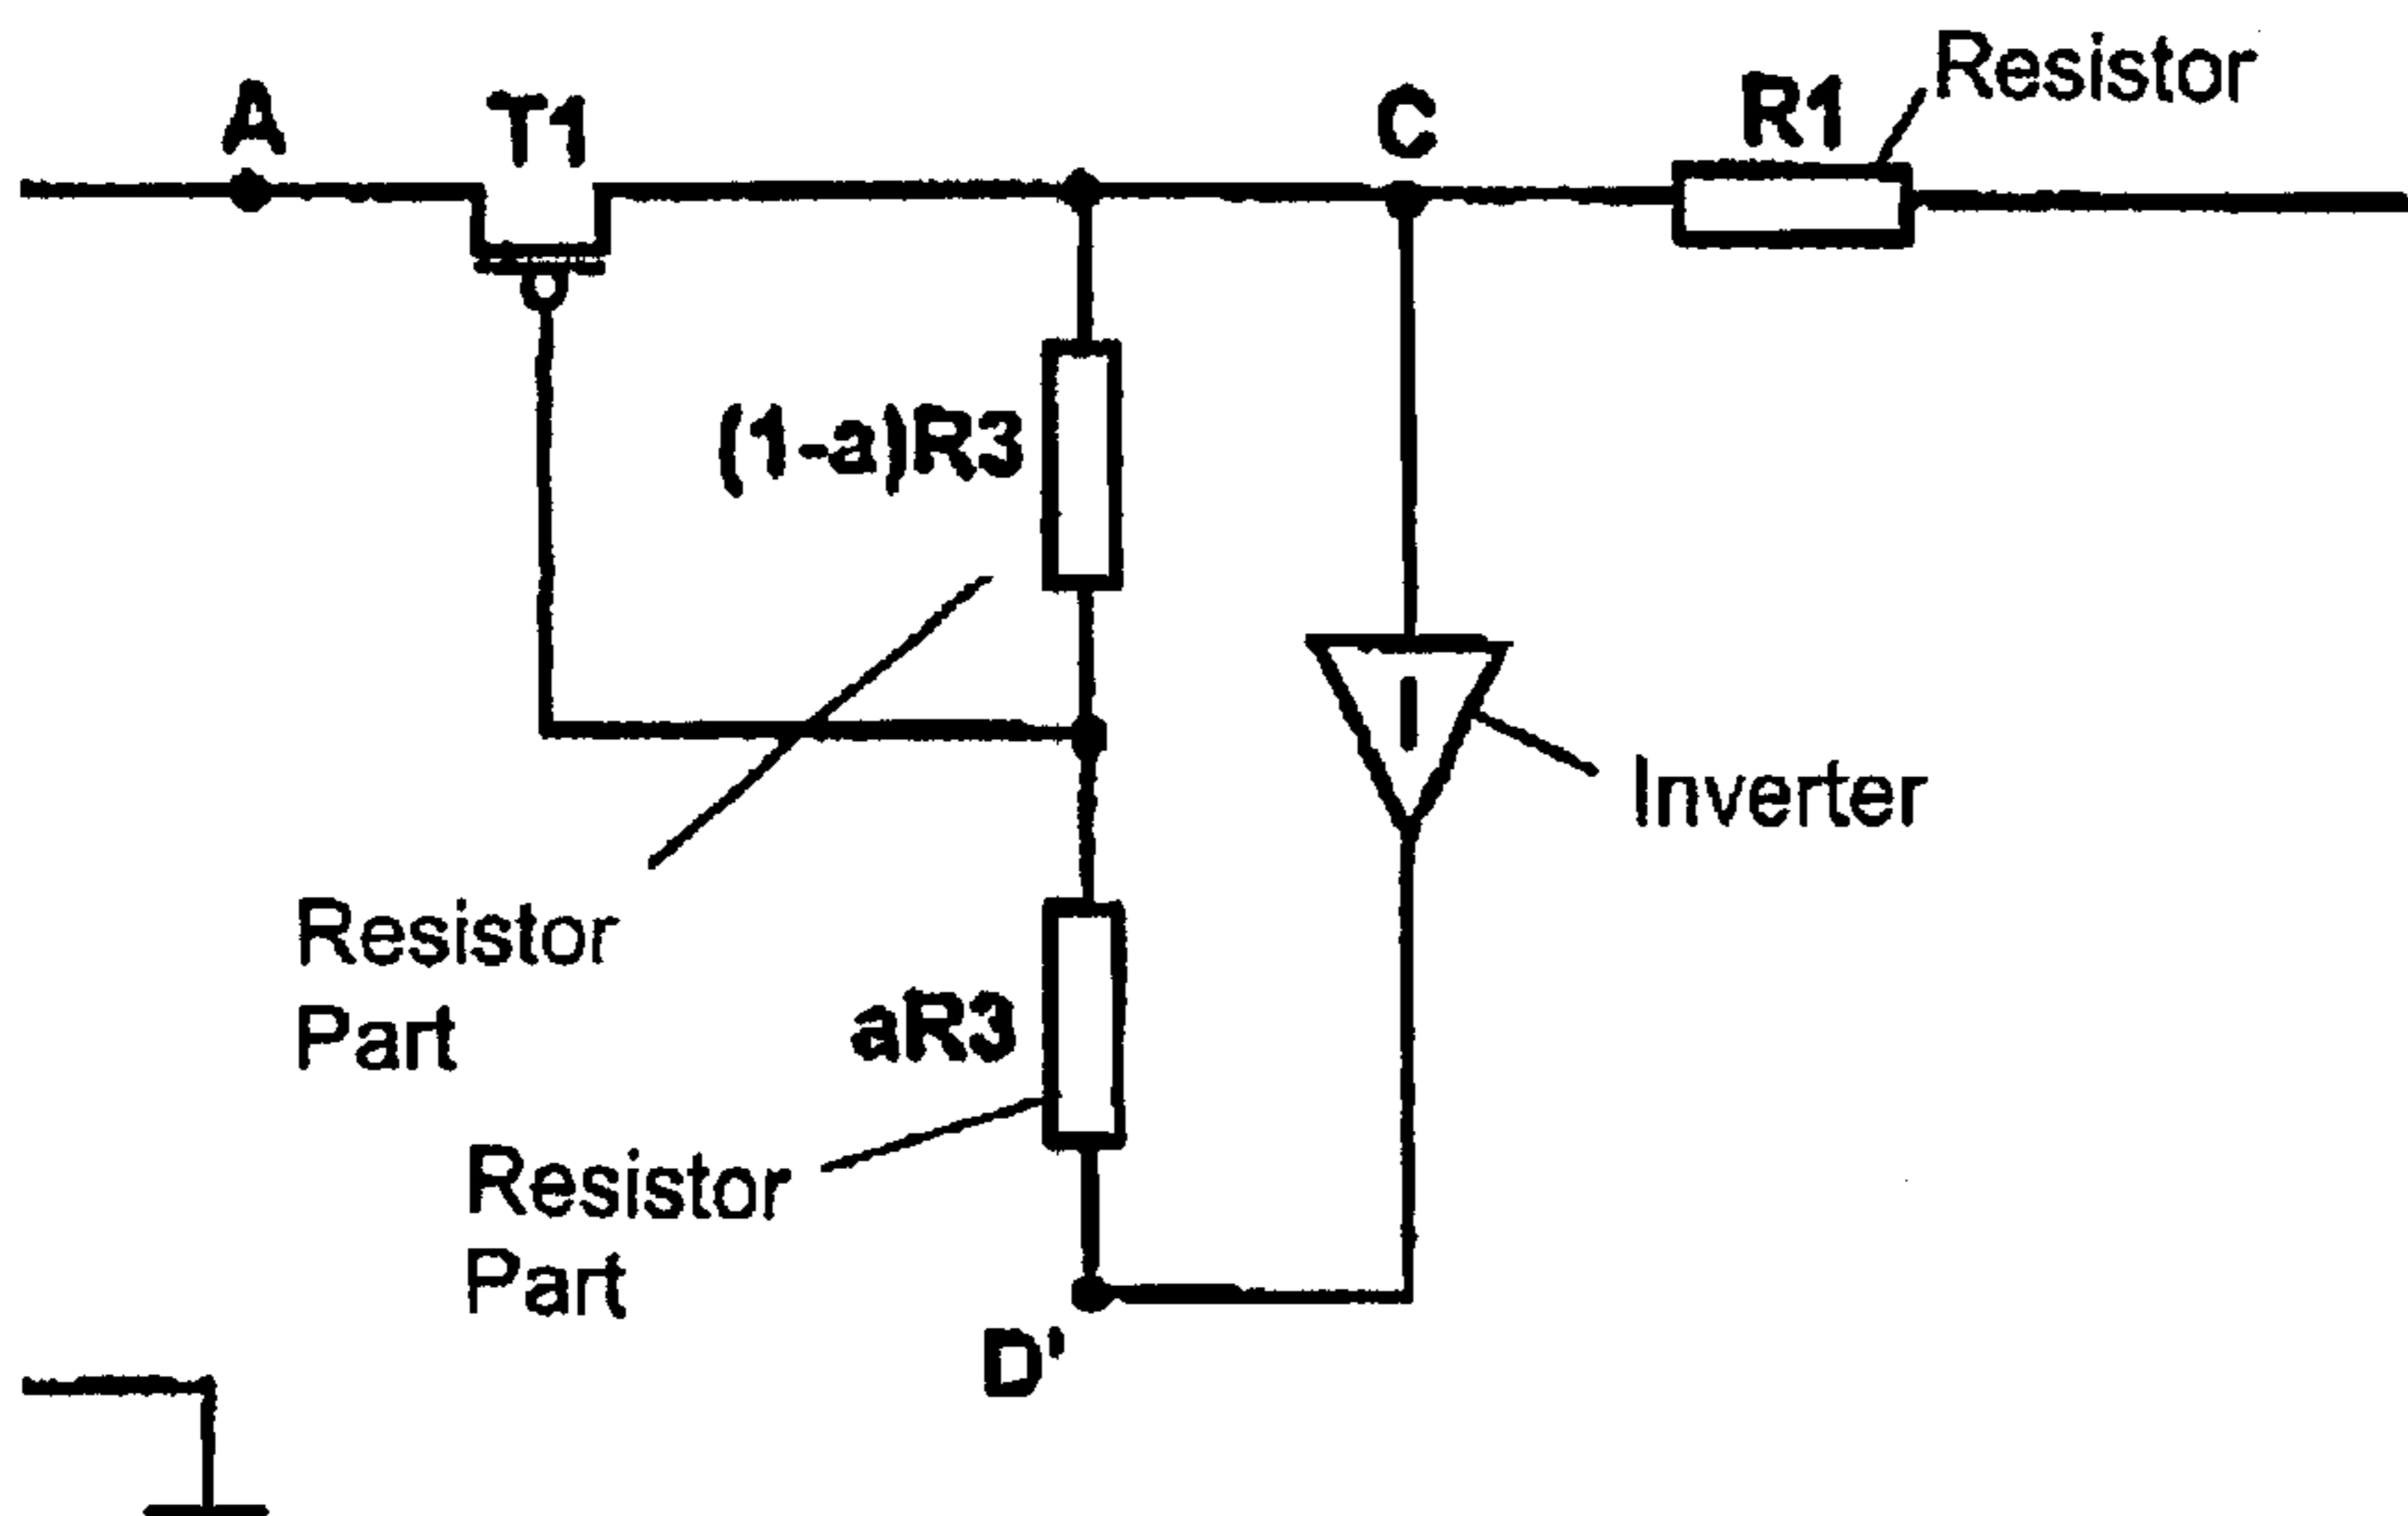 A
T1
C
R1
Resistor
(1-a)R3
Inverter
Resistor
Part
aR3
Resistor
Part
D'